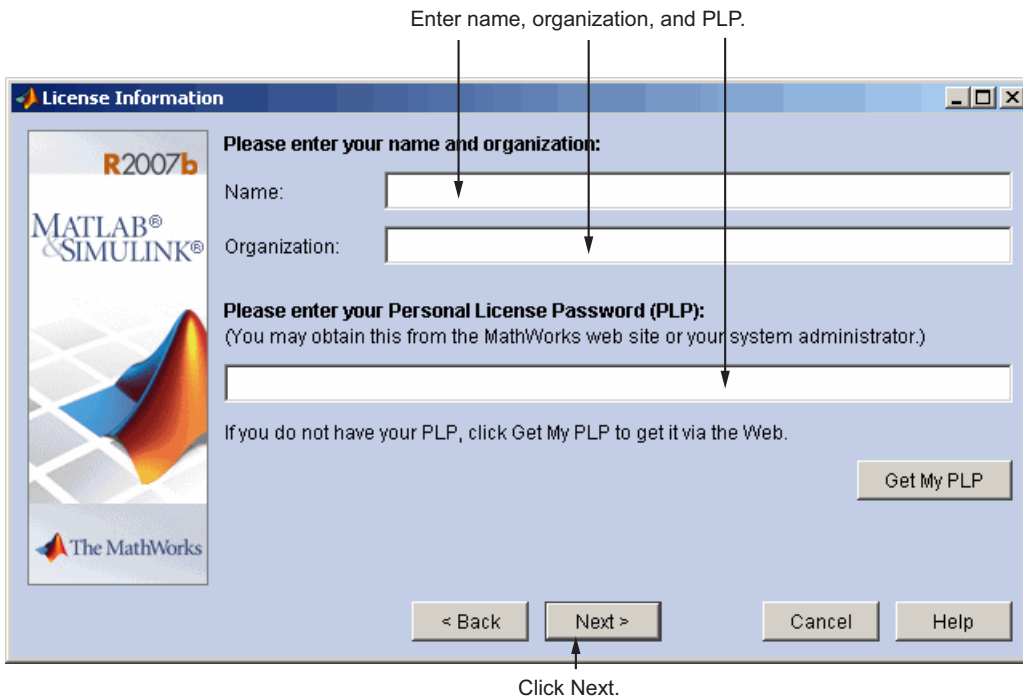 Enter name, organization, and PLP.
License Information
R2007b
MATLAB®
&SIMULINK®
The MathWorks
Please enter your name and organization:
Name:
Organization:
Please enter your Personal License Password (PLP):
(You may obtain this from the MathWorks web site or your system administrator.)
If you do not have your PLP, click Get My PLP to get it via the Web.
Get My PLP
< Back
Next >
Cancel
Help
Click Next.